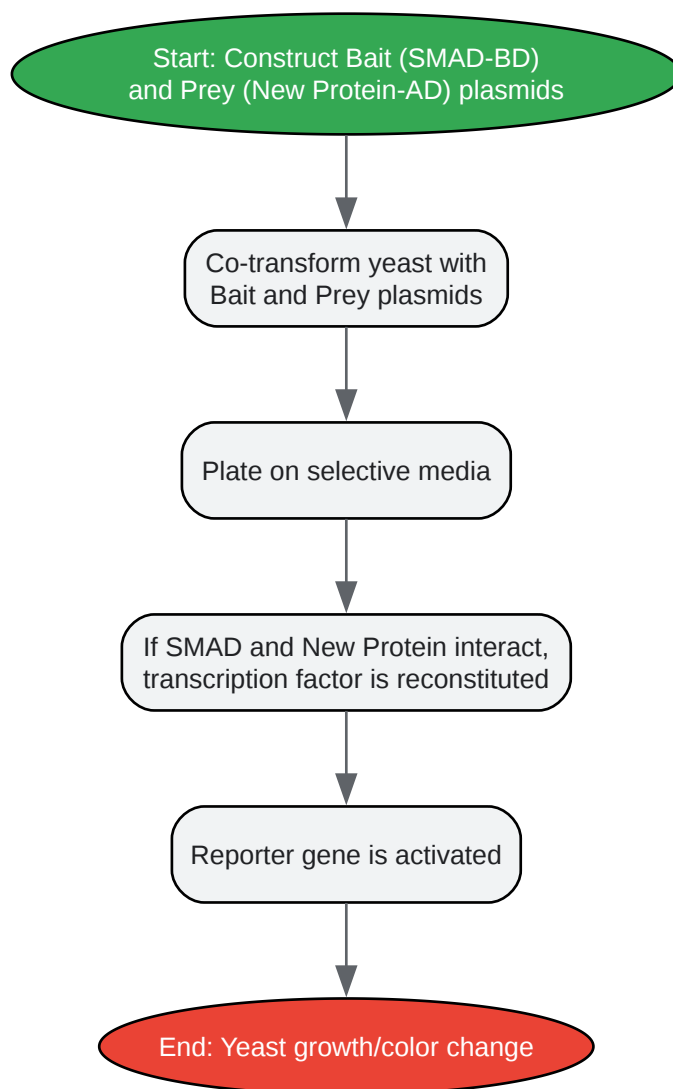 Start: Construct Bait (SMAD-BD)
and Prey (New Protein-AD) plasmids
Co-transform yeast with
Bait and Prey plasmids
Plate on selective media
If SMAD and New Protein interact,
transcription factor is reconstituted
Reporter gene is activated
End: Yeast growth/color change